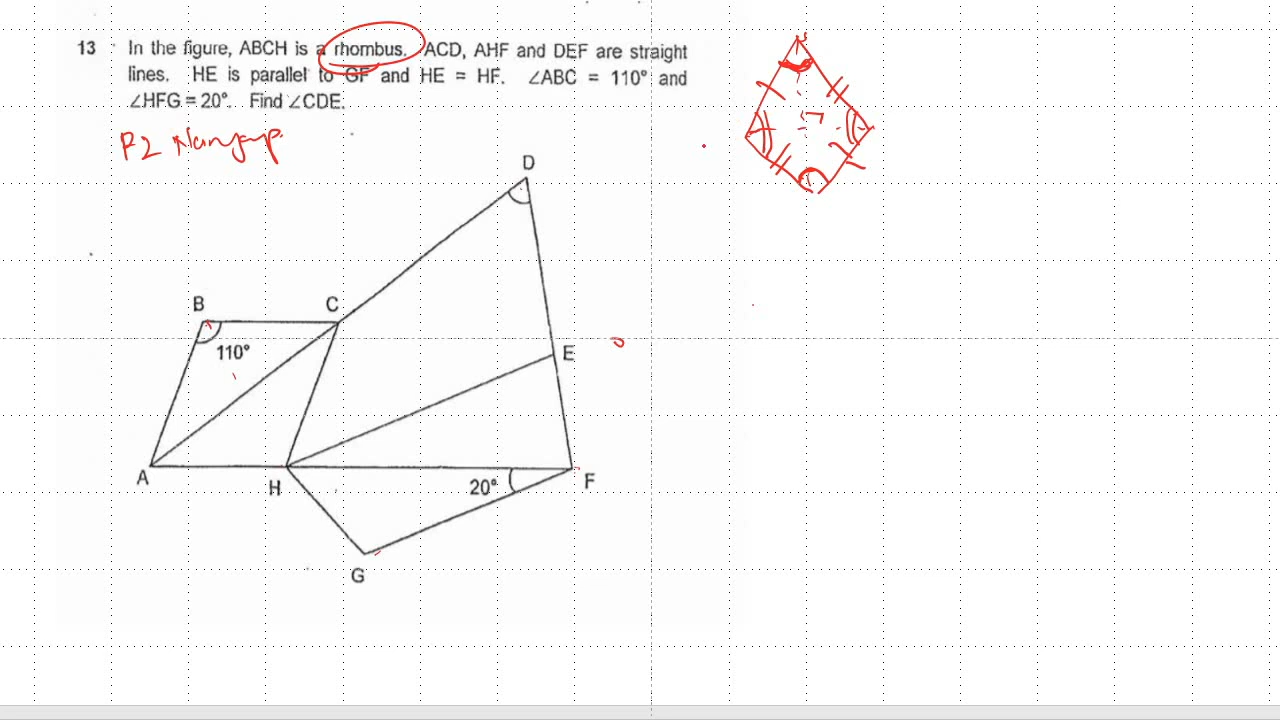 13 In the figure, ABCH is a rhombus. ACD, AHF and DEF are straight
lines. HE is parallel to GF and HE = HF. ∠ABC = 110° and
∠HFG = 20°. Find ∠CDE.
P2
D
B
C
110°
E
A
H
20°
F
G